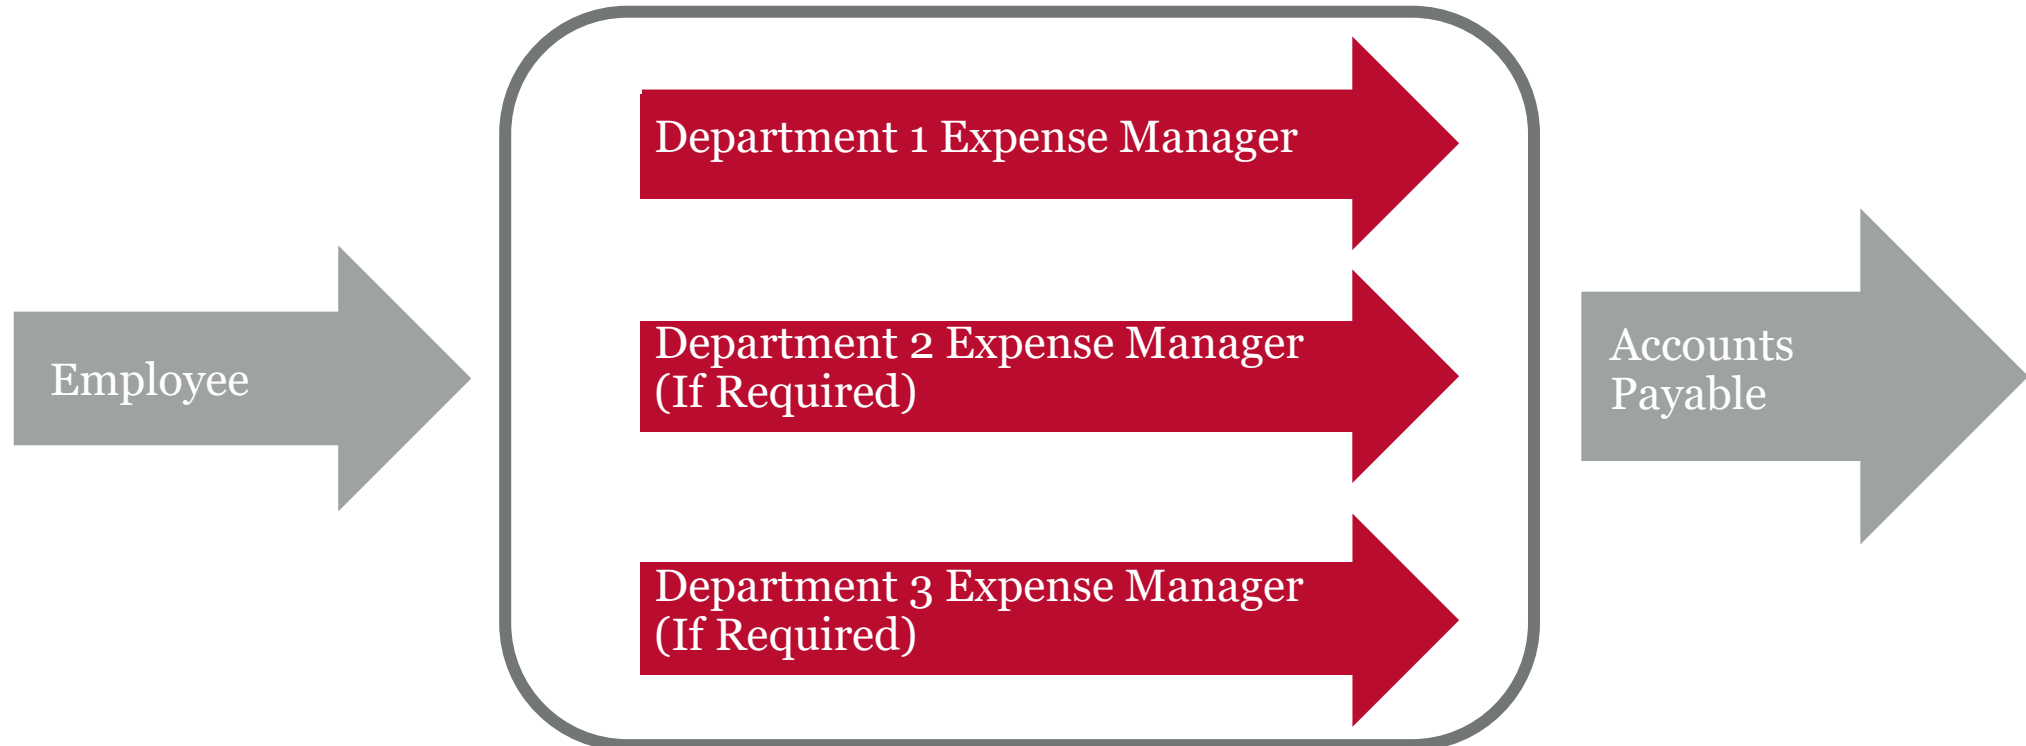 Employee
Department 1 Expense Manager
Department 2 Expense Manager
(If Required)
Department 3 Expense Manager
(If Required)
Accounts
Payable